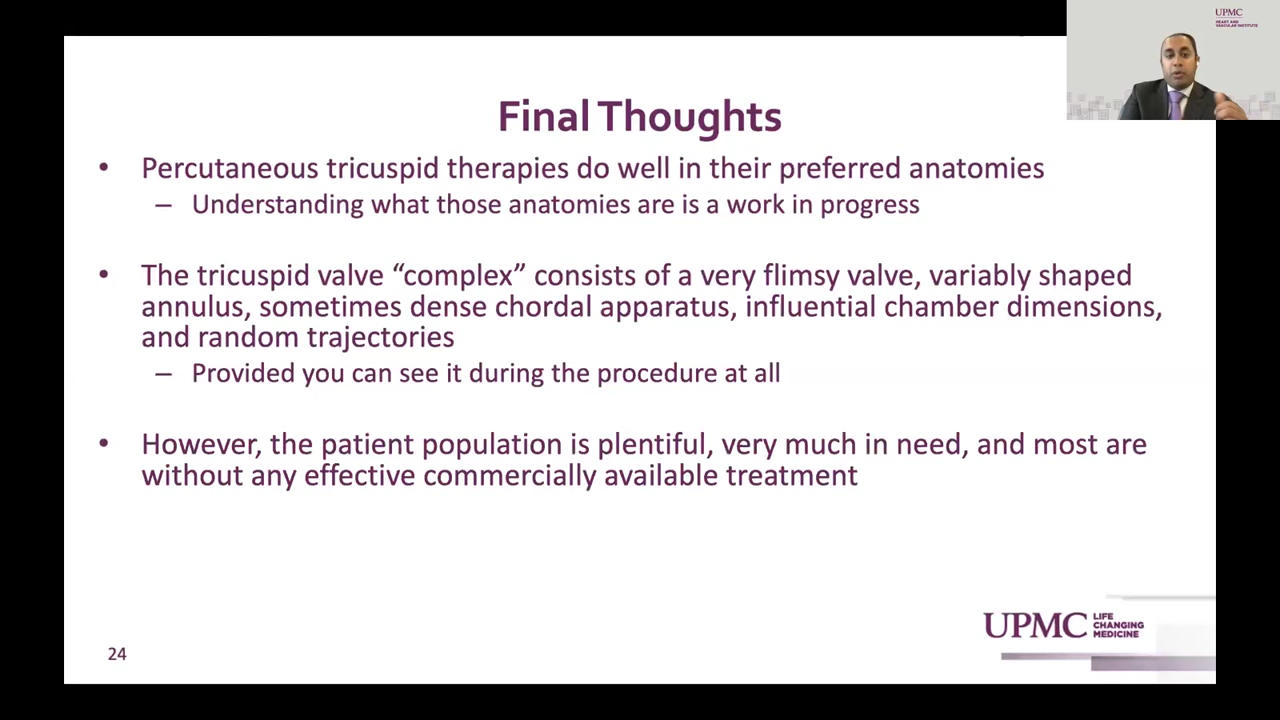 UPMC
HEART AND
VASCULAR INSTITUTE
Final Thoughts
• Percutaneous tricuspid therapies do well in their preferred anatomies
– Understanding what those anatomies are is a work in progress
• The tricuspid valve “complex” consists of a very flimsy valve, variably shaped
annulus, sometimes dense chordal apparatus, influential chamber dimensions,
and random trajectories
– Provided you can see it during the procedure at all
• However, the patient population is plentiful, very much in need, and most are
without any effective commercially available treatment
UPMC LIFE
CHANGING
MEDICINE
24